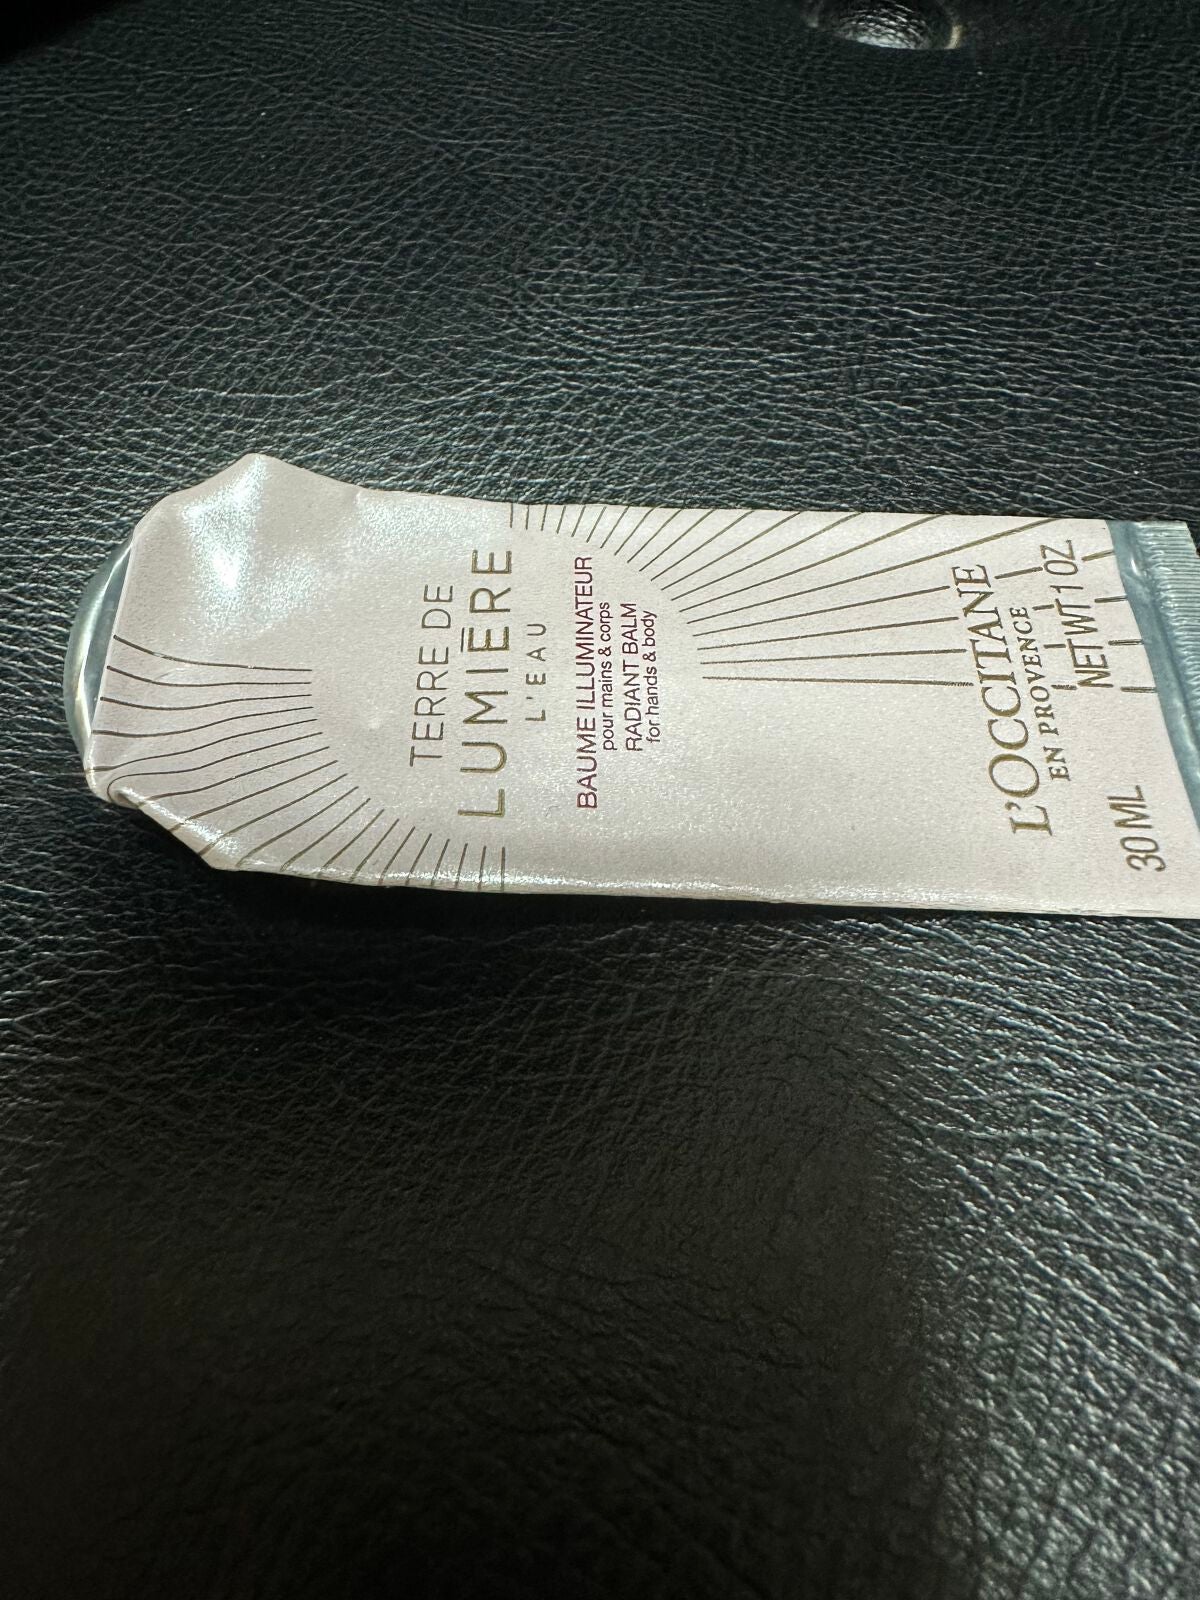 TERRE DE
LUMIÈRE
L'EAU
BAUME ILLUMINATEUR
pour mains & corps
RADIANT BALM
for hands & body
L'OCCITANE
EN PROVENCE
30 ML NET WT 1 OZ.